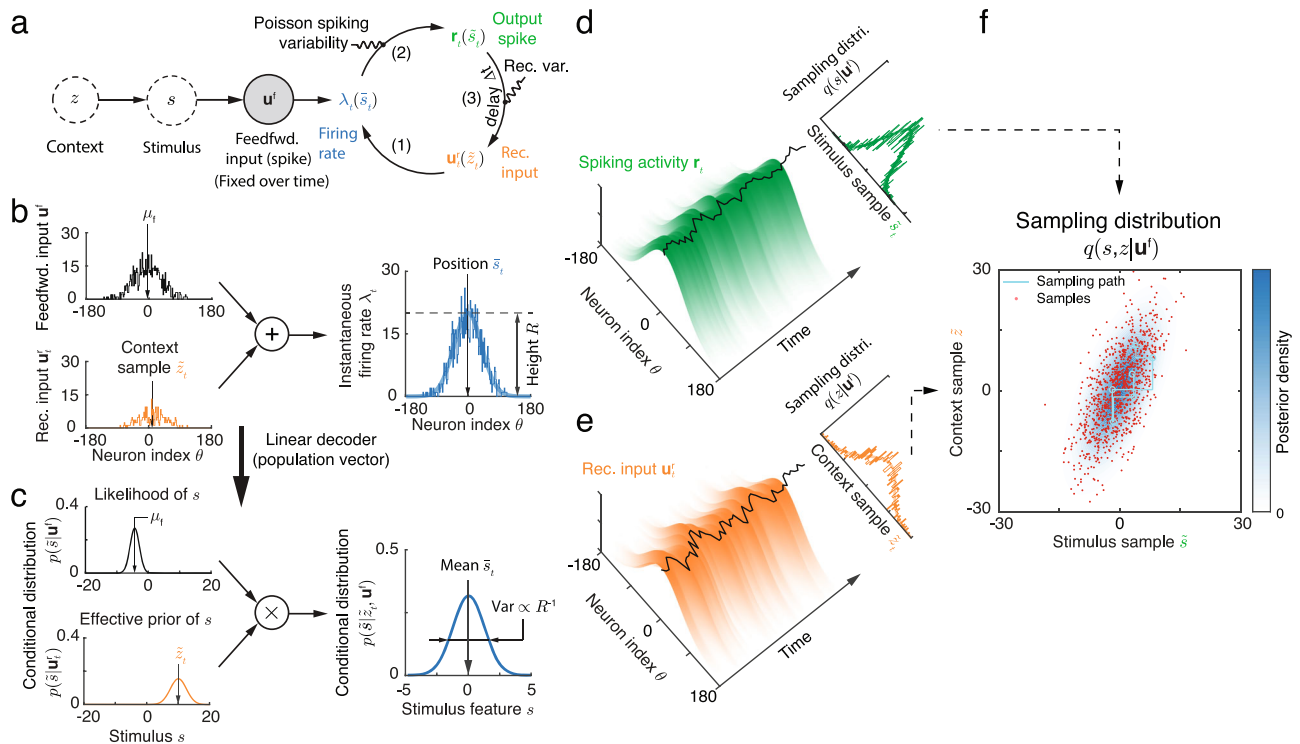 a
Poisson spiking
variability
(2)
r_t(s̃_t)
Output
spike
Rec. var.
delay Δt
(3)
z
s
u^f
λ_t(s̄_t)
Context
Stimulus
Feedfwd.
input (spike)
(Fixed over time)
Firing
rate
(1)
u^r_t(z̃_t)
Rec.
input
b
Feedfwd. input u^f
μ_f
30
15
0
-180
0
180
Rec. input u^r_t
Context
sample z̃_t
30
15
0
-180
0
180
Neuron index θ
+
Instantaneous
firing rate λ_t
Position s̄_t
30
15
0
Height R
-180
0
180
Neuron index θ
Linear decoder
(population vector)
c
Conditional distribution
Likelihood of s
p(s̃|u^f)
μ_f
0.4
0
-20
0
20
Effective prior of s
p(s̃|u^r_t)
z̃_t
0.4
0
-20
0
20
Stimulus s
×
Conditional distribution
p(s̃|z̃_t, u^f)
0.5
0
Mean s̄_t
Var ∝ R^-1
-5
0
5
Stimulus feature s
d
Sampling distri.
q(s|u^f)
Stimulus sample s̃_t
Spiking activity r_t
-180
0
180
Neuron index θ
Time
e
Sampling distri.
q(z|u^f)
Context sample z̃_t
Rec. input u^r_t
-180
0
180
Neuron index θ
Time
f
Sampling distribution
q(s,z|u^f)
Sampling path
Samples
30
0
-30
Context sample z̃
-30
0
30
Stimulus sample s̃
Posterior density
0